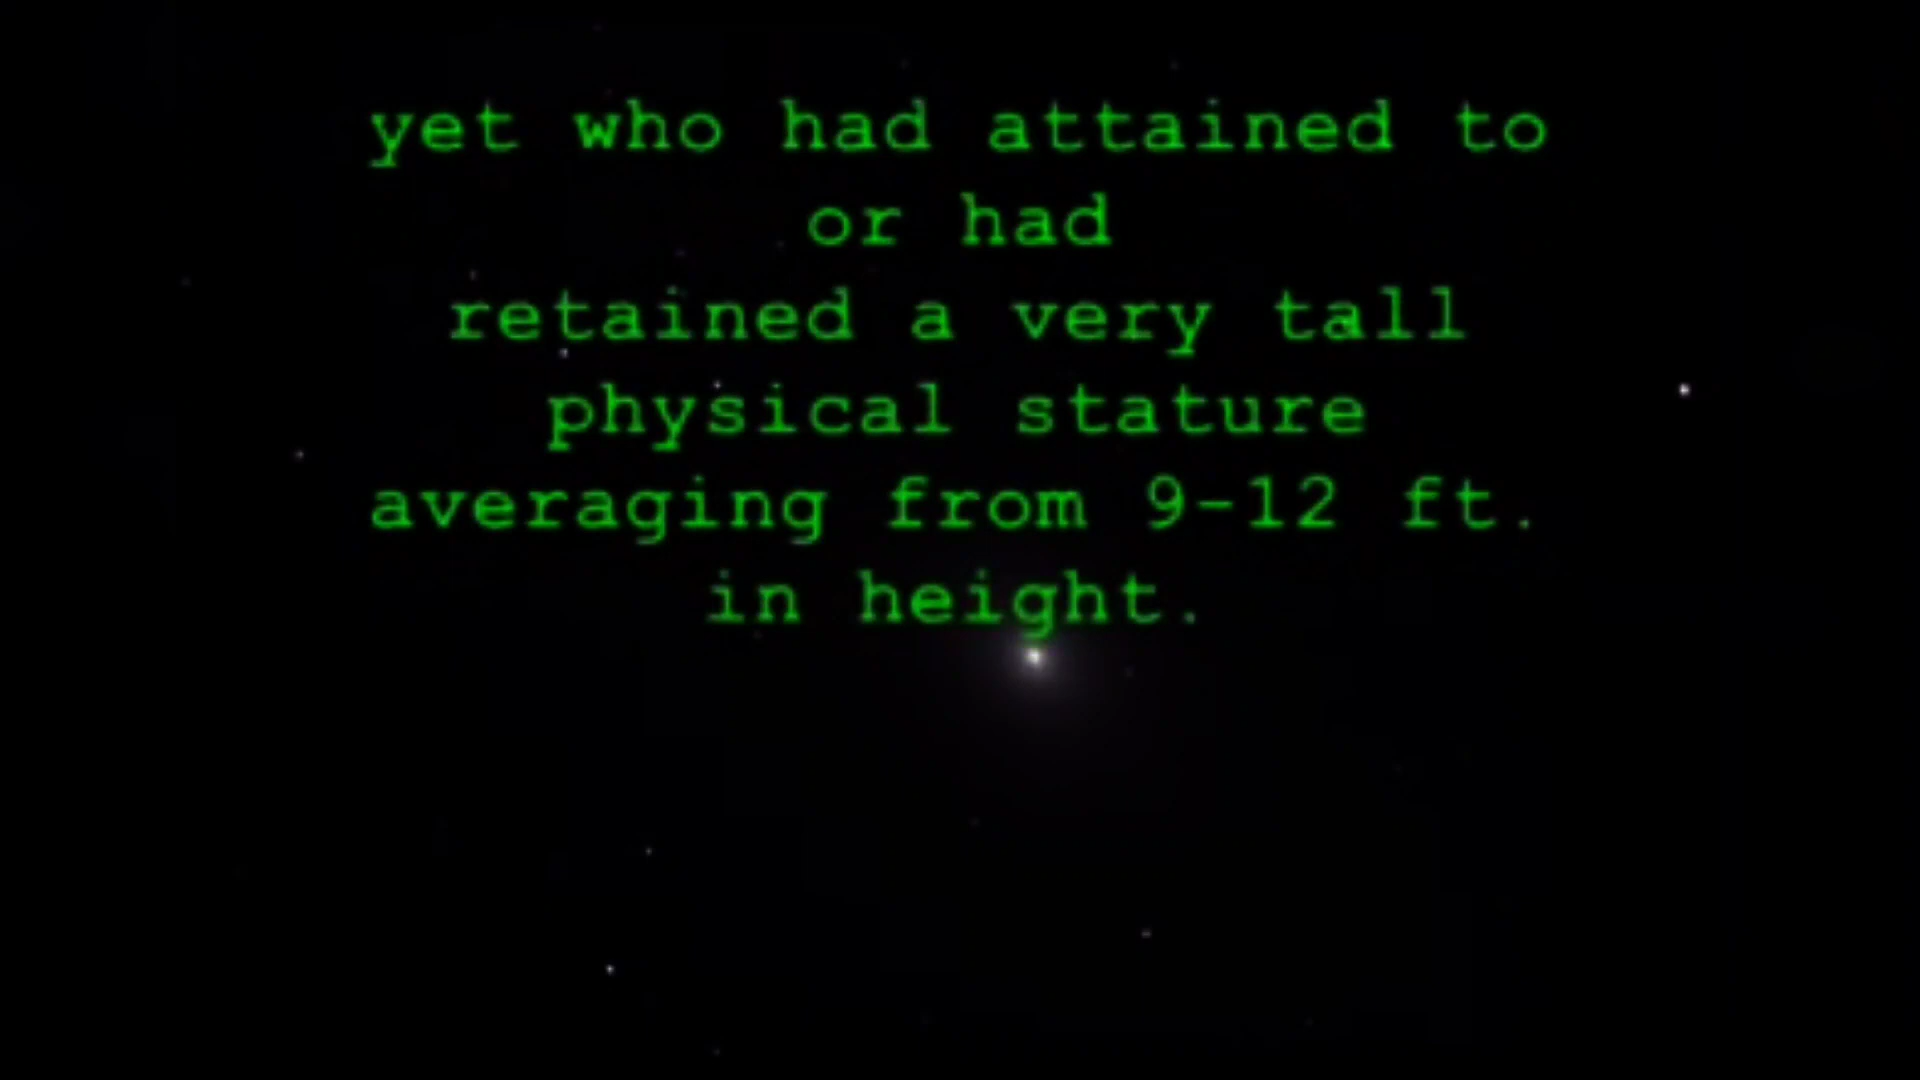 yet who had attained to
or had
retained a very tall
physical stature
averaging from 9-12 ft.
in height.